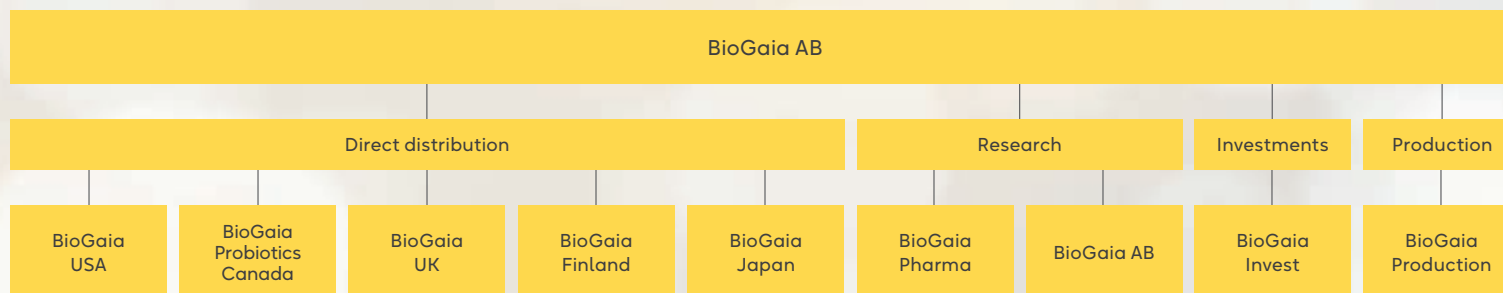 BioGaia AB
Direct distribution
Research
Investments
Production
BioGaia
USA
BioGaia
Probiotics
Canada
BioGaia
UK
BioGaia
Finland
BioGaia
Japan
BioGaia
Pharma
BioGaia AB
BioGaia
Invest
BioGaia
Production